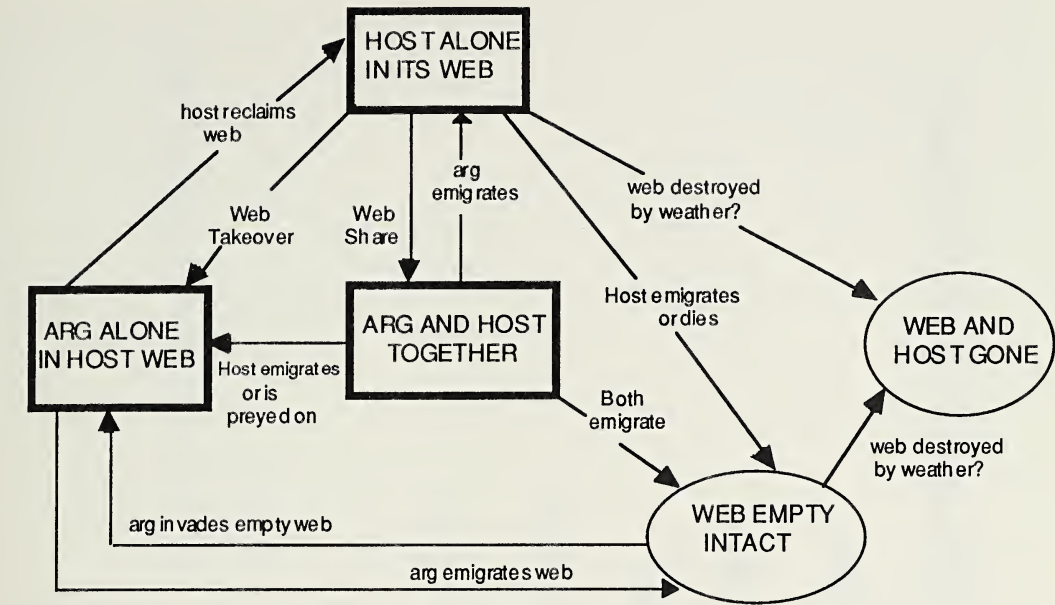 HOST ALONE
IN ITS WEB
host reclaims
web
arg
emigrates
web destroyed
by weather?
Web
Takeover
Web
Share
Host emigrates
or dies
ARG ALONE
IN HOST WEB
ARG AND HOST
TOGETHER
WEB AND
HOST GONE
Host emigrates
or is
preyed on
Both
emigrate
web destroyed
by weather?
WEB EMPTY
INTACT
arg invades empty web
arg emigrates web